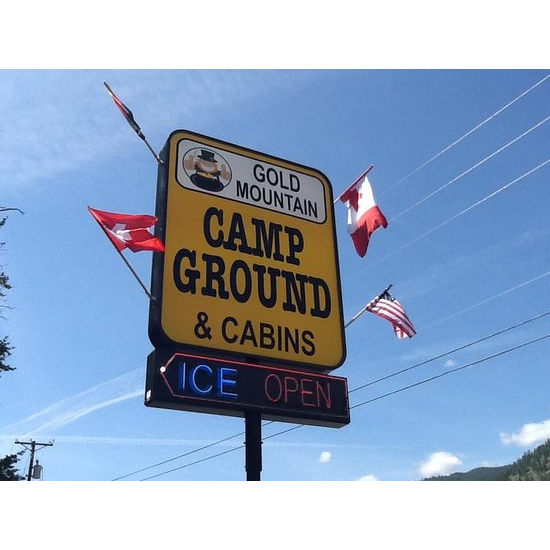 GOLD
MOUNTAIN
CAMP
GROUND
& CABINS
ICE OPEN